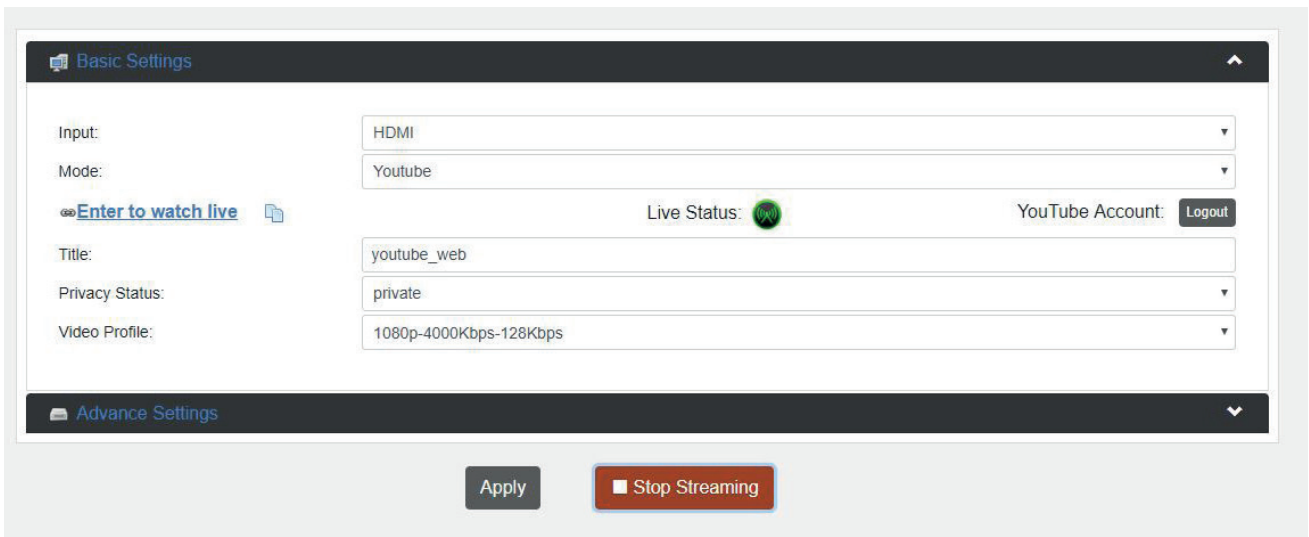 Basic Settings
Input: HDMI
Mode: Youtube
Enter to watch live Live Status: YouTube Account: Logout
Title: youtube_web
Privacy Status: private
Video Profile: 1080p-4000Kbps-128Kbps
Advance Settings
Apply Stop Streaming